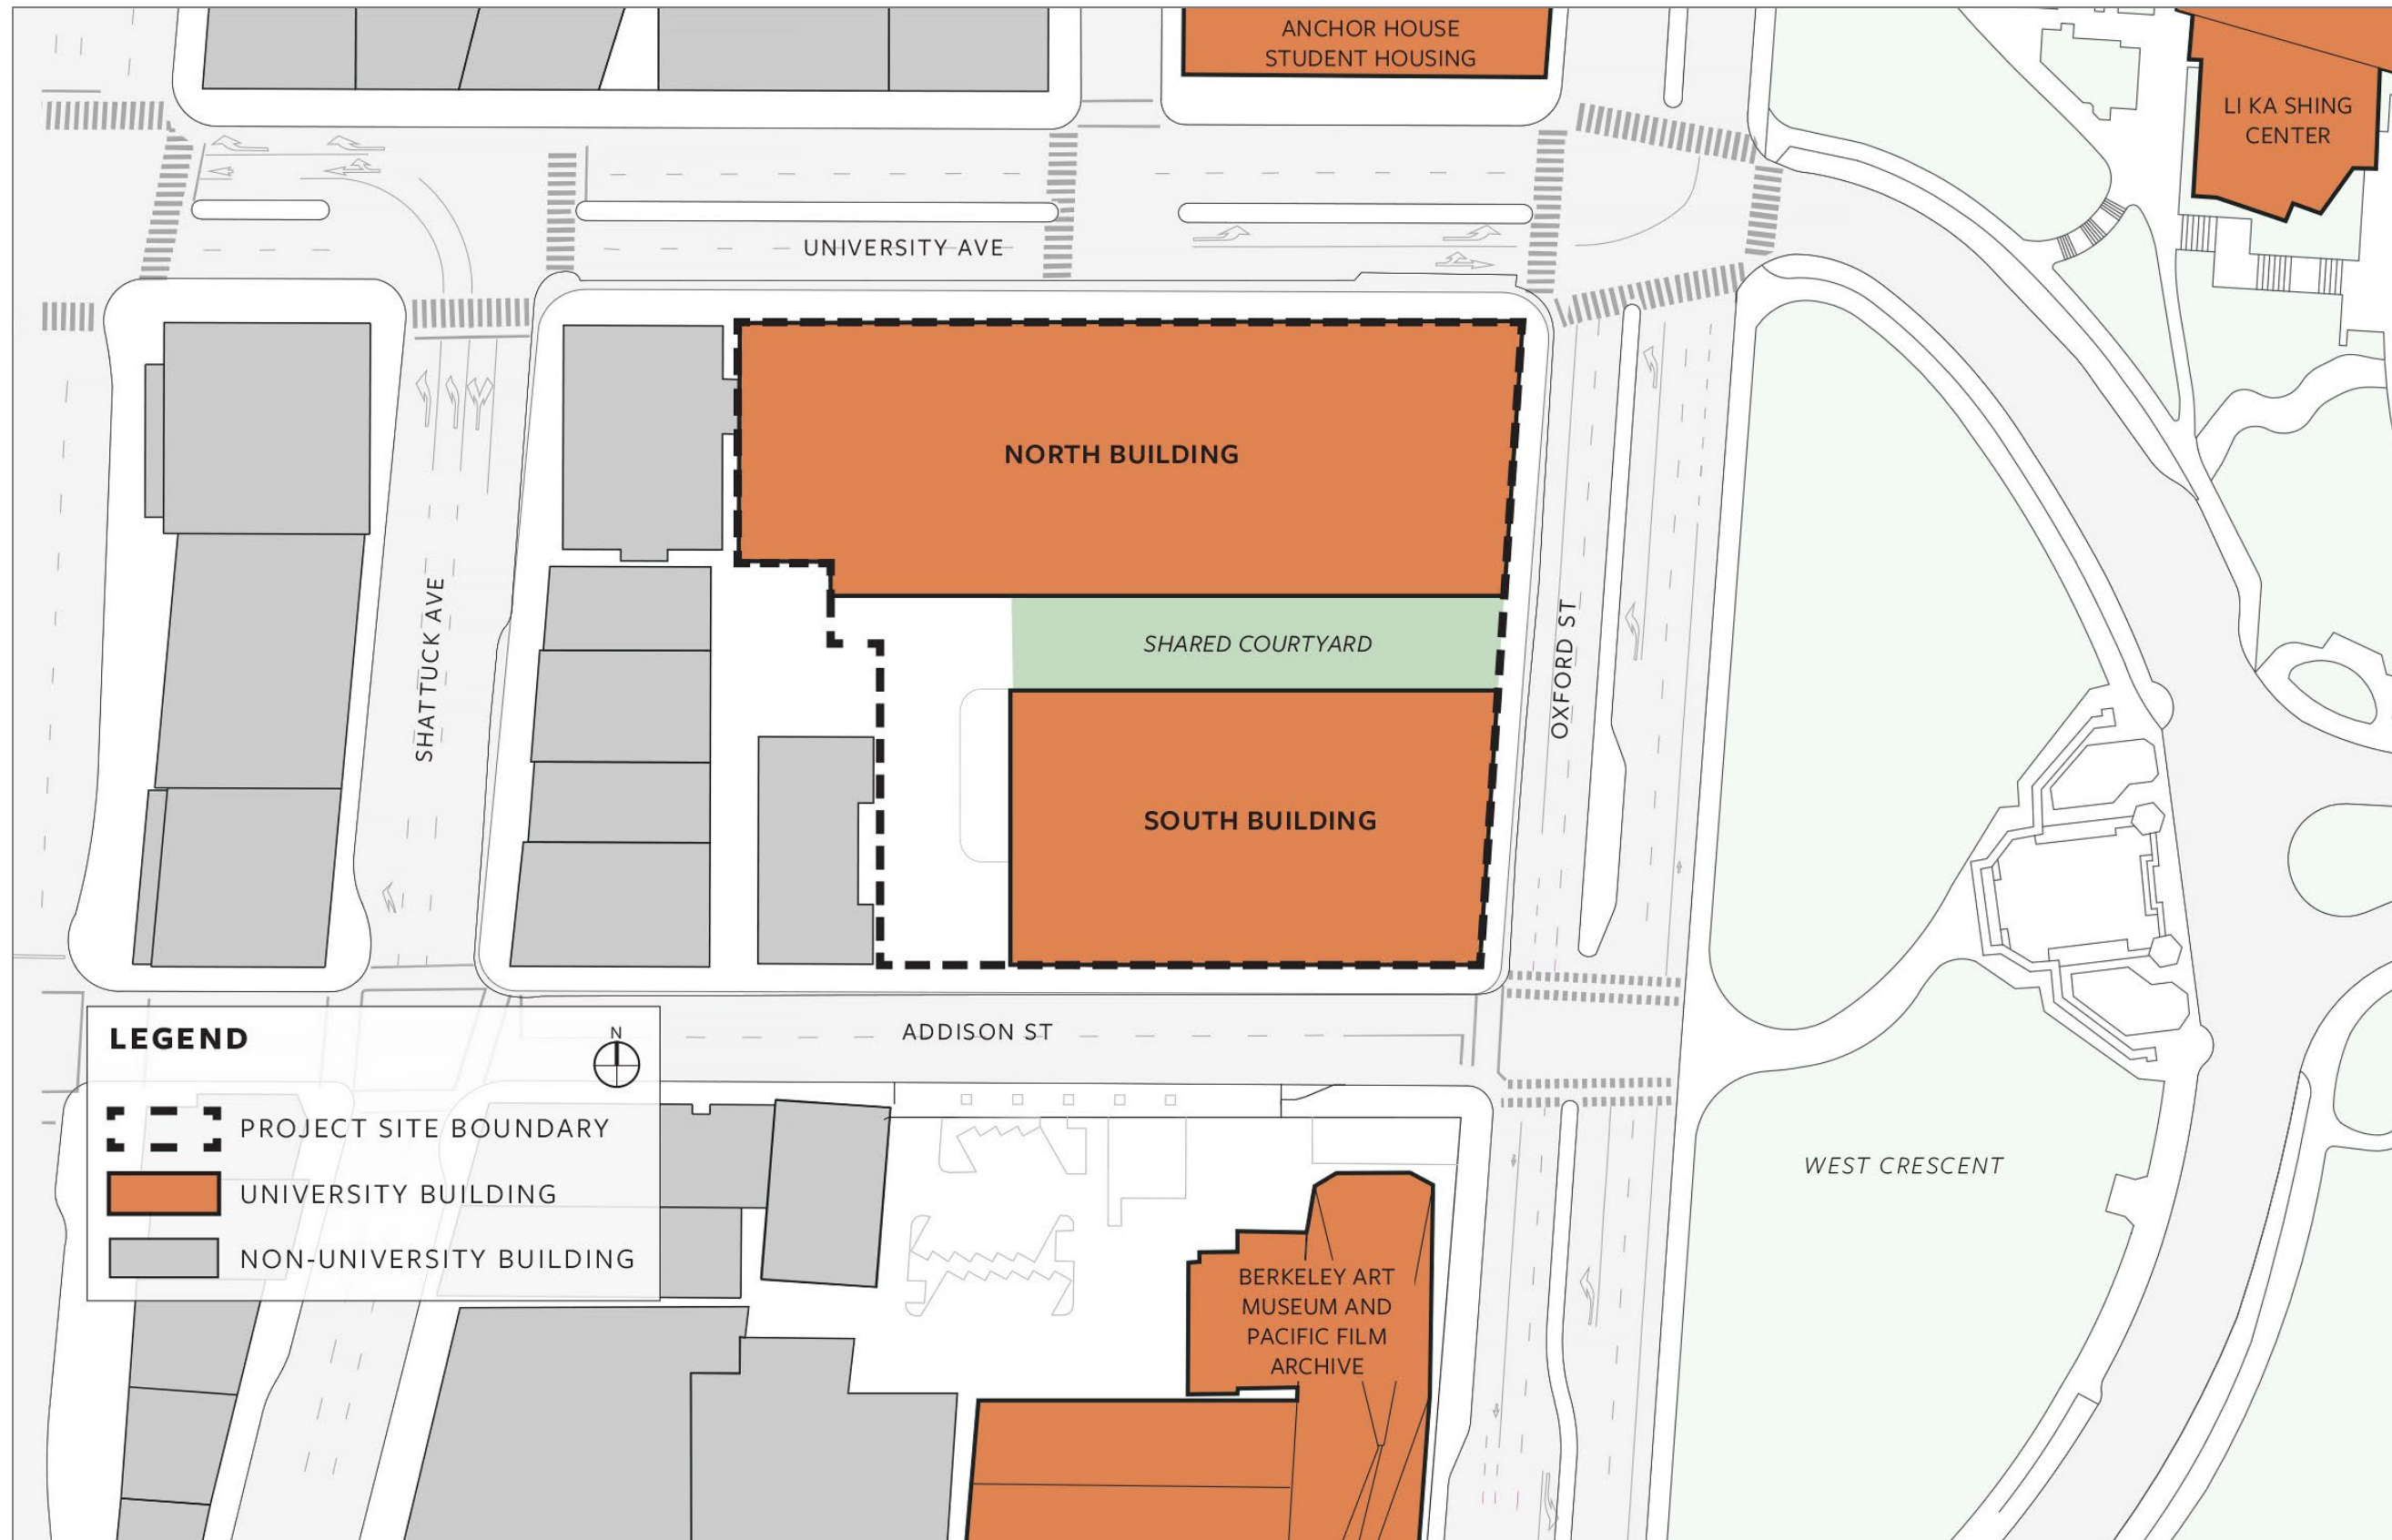 ANCHOR HOUSE
STUDENT HOUSING
LI KA SHING
CENTER
UNIVERSITY AVE
NORTH BUILDING
SHATTUCK AVE
SHARED COURTYARD
OXFORD ST
SOUTH BUILDING
ADDISON ST
LEGEND
N
PROJECT SITE BOUNDARY
UNIVERSITY BUILDING
NON-UNIVERSITY BUILDING
WEST CRESCENT
BERKELEY ART
MUSEUM AND
PACIFIC FILM
ARCHIVE